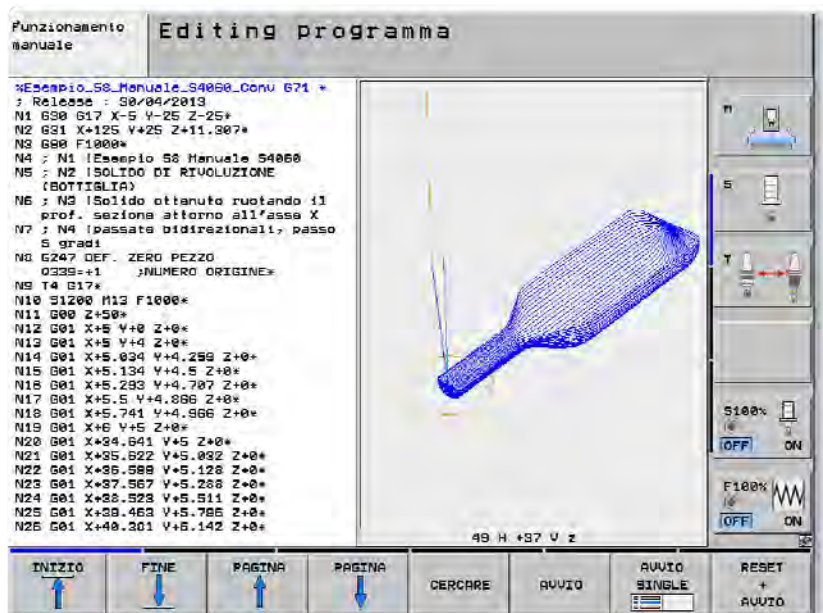 Funzionamento
manuale
Editing programma
%Esempio_S8_Manuale_S4060_Conv G71 *
; Release : 30/04/2013
N1 G30 G17 X-5 Y-25 Z-25*
N2 G31 X+125 Y+25 Z+11.307*
N3 G90 F1000*
N4 ; N1 !Esempio S8 Manuale S4060
N5 ; N2 !SOLIDO DI RIVOLUZIONE
(BOTTIGLIA)
N6 ; N3 !Solido ottenuto ruotando il
prof. sezione attorno all'asse X
N7 ; N4 !passate bidirezionali, passo
5 gradi
N8 G247 DEF. ZERO PEZZO
Q339=+1 ;NUMERO ORIGINE*
N9 T4 G17*
N10 S1200 M13 F1000*
N11 G00 Z+50*
N12 G01 X+5 Y+0 Z+0*
N13 G01 X+5 Y+4 Z+0*
N14 G01 X+5.034 Y+4.259 Z+0*
N15 G01 X+5.134 Y+4.5 Z+0*
N16 G01 X+5.293 Y+4.707 Z+0*
N17 G01 X+5.5 Y+4.866 Z+0*
N18 G01 X+5.741 Y+4.966 Z+0*
N19 G01 X+6 Y+5 Z+0*
N20 G01 X+34.641 Y+5 Z+0*
N21 G01 X+35.622 Y+5.032 Z+0*
N22 G01 X+36.599 Y+5.128 Z+0*
N23 G01 X+37.567 Y+5.288 Z+0*
N24 G01 X+38.523 Y+5.511 Z+0*
N25 G01 X+39.463 Y+5.796 Z+0*
N26 G01 X+40.381 Y+6.142 Z+0*
49 H +37 V z
M
S
T
S100%
OFF ON
F100%
OFF ON
INIZIO
FINE
PAGINA
PAGINA
CERCARE
AVVIO
AVVIO
SINGLE
RESET
+
AVVIO